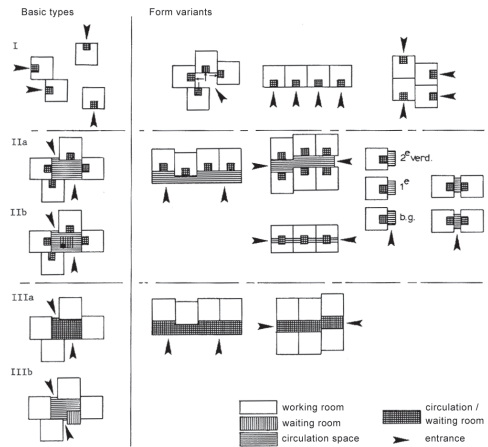 Basic types
Form variants
I
IIa
2e verd.
1e
IIb
b.g.
IIIa
IIIb
working room
waiting room
circulation space
circulation /
waiting room
entrance